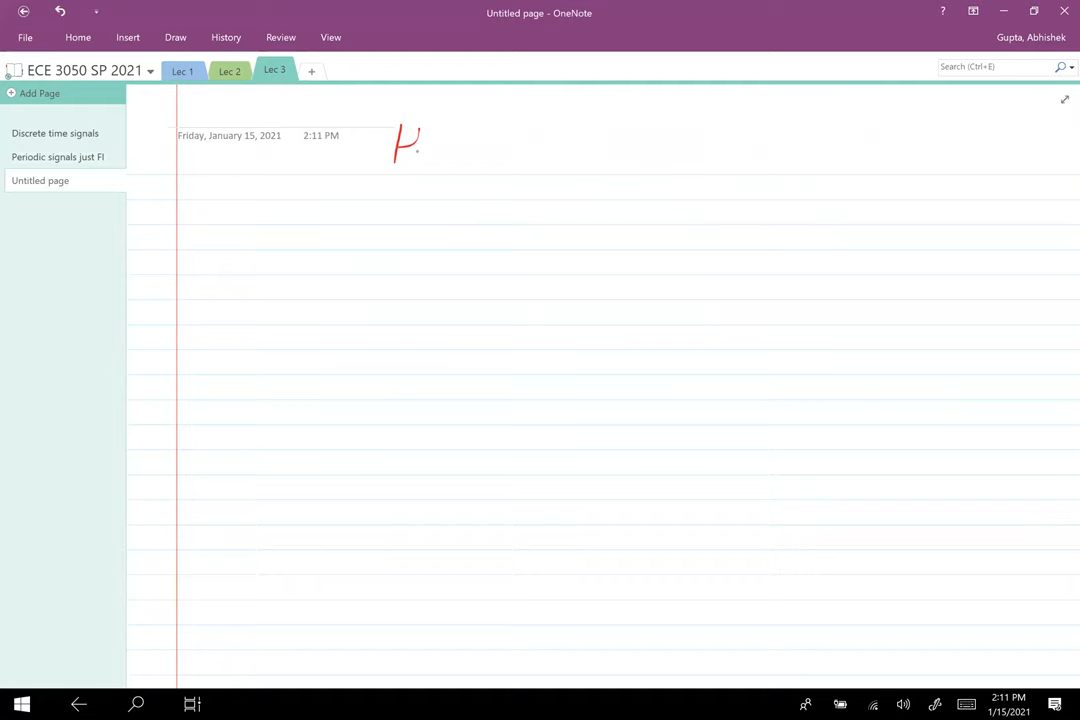 Untitled page - OneNote
?
File Home Insert Draw History Review View
Gupta, Abhishek
ECE 3050 SP 2021
Lec 1
Lec 2
Lec 3
+
Search (Ctrl+E)
Add Page
Discrete time signals
Periodic signals just FI
Untitled page
Friday, January 15, 2021 2:11 PM
2:11 PM
1/15/2021